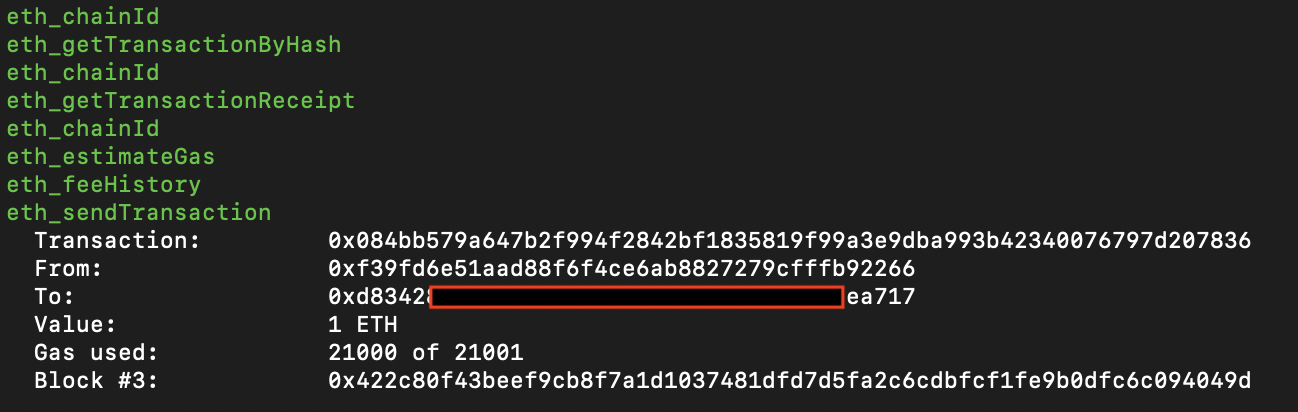 eth_chainId
eth_getTransactionByHash
eth_chainId
eth_getTransactionReceipt
eth_chainId
eth_estimateGas
eth_feeHistory
eth_sendTransaction
Transaction: 0x084bb579a647b2f994f2842bf1835819f99a3e9dba993b42340076797d207836
From: 0xf39fd6e51aad88f6f4ce6ab8827279cfffb92266
To: 0xd8342 ea717
Value: 1 ETH
Gas used: 21000 of 21001
Block #3: 0x422c80f43beef9cb8f7a1d1037481dfd7d5fa2c6cdbfcf1fe9b0dfc6c094049d